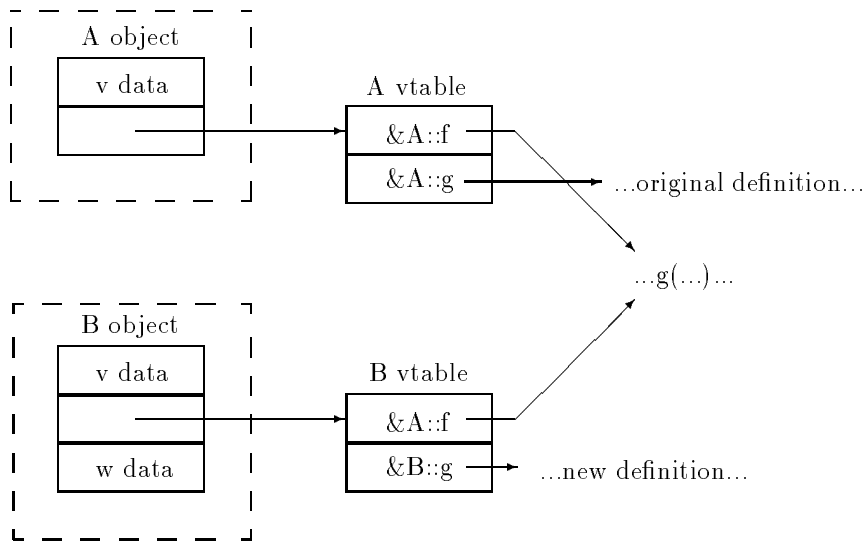 A object
v data
A vtable
&A::f
&A::g
...original definition...
...g(...)...
B object
v data
B vtable
&A::f
w data
&B::g
...new definition...